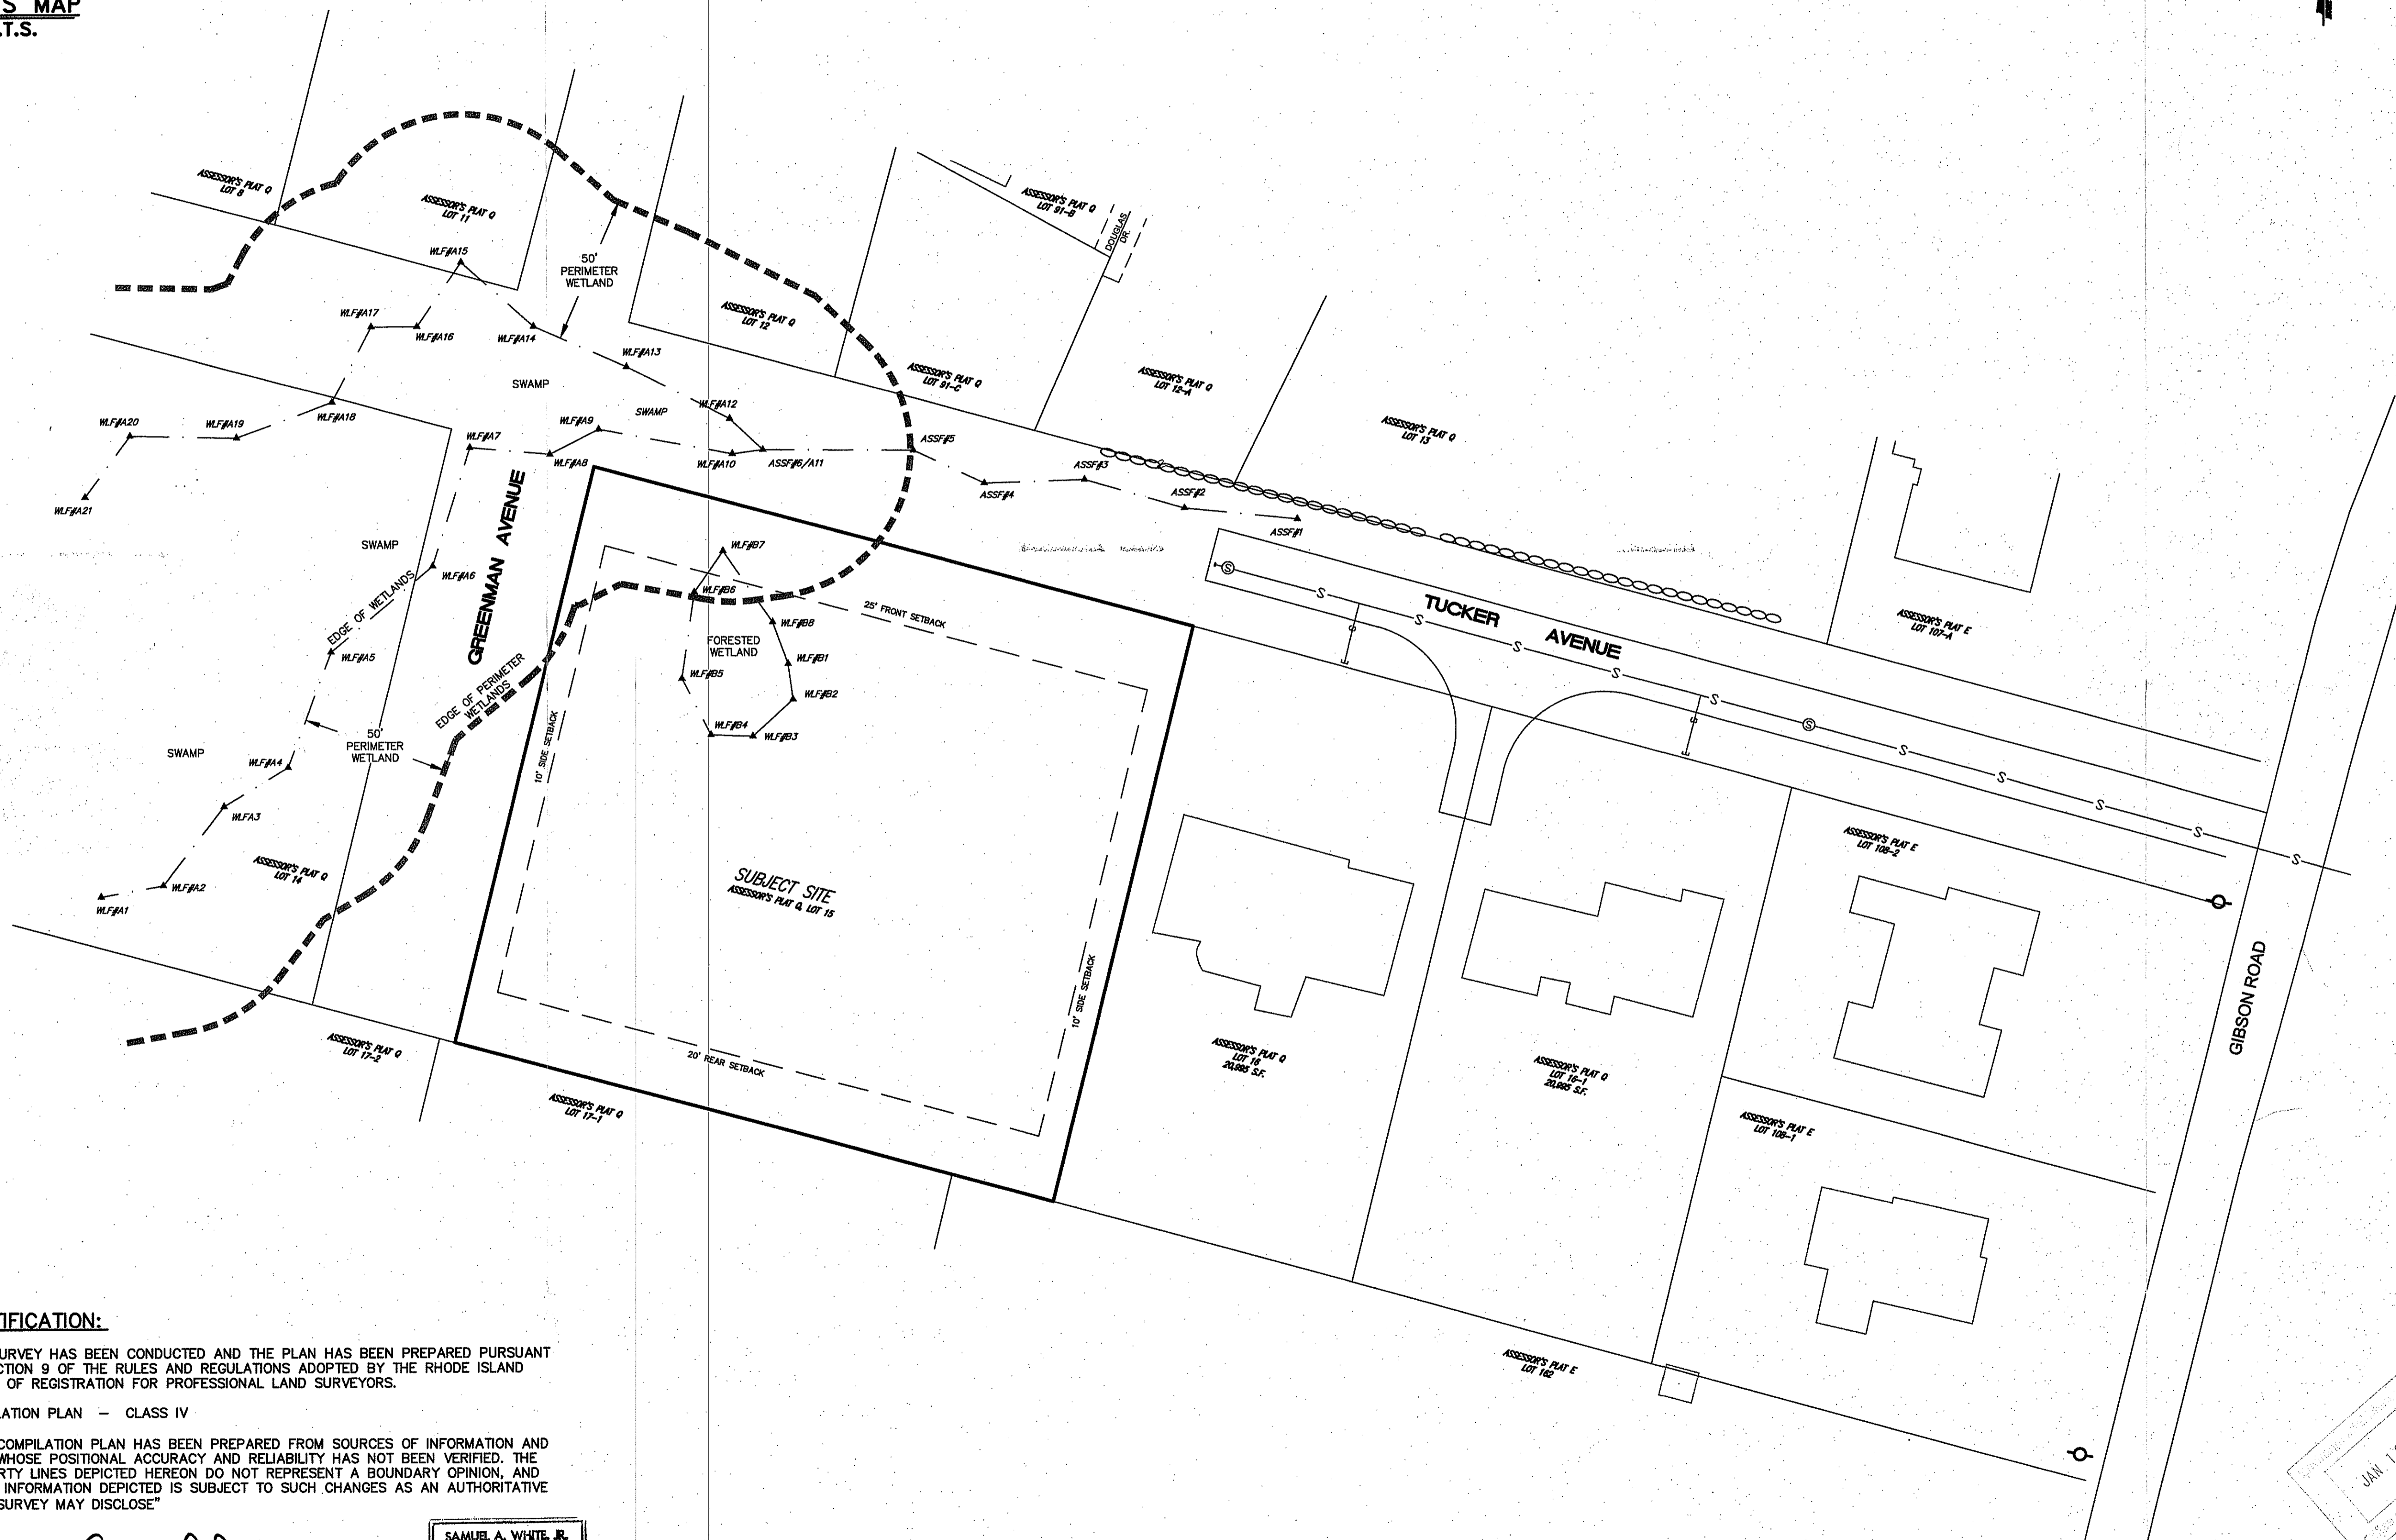 S MAP
.T.S.
ASSESSOR'S PLAT Q
LOT 8
ASSESSOR'S PLAT Q
LOT 11
WLF#A15
50'
PERIMETER
WETLAND
ASSESSOR'S PLAT Q
LOT 91-B
DOUGLAS
DR.
WLF#A17
WLF#A16
WLF#A14
ASSESSOR'S PLAT Q
LOT 12
WLF#A13
SWAMP
ASSESSOR'S PLAT Q
LOT 91-C
ASSESSOR'S PLAT Q
LOT 12-A
ASSESSOR'S PLAT Q
LOT 13
WLF#A20
WLF#A19
WLF#A18
WLF#A9
SWAMP
WLF#A12
WLF#A7
WLF#A8
WLF#A10
ASSF#6/A11
ASSF#5
ASSF#4
ASSF#3
ASSF#2
ASSF#1
WLF#A21
SWAMP
WLF#A6
EDGE OF WETLANDS
GREENMAN AVENUE
WLF#B7
WLF#B6
25' FRONT SETBACK
WLF#B8
FORESTED
WETLAND
WLF#B1
WLF#B5
WLF#B2
WLF#B4
WLF#B3
S
S
S
S
S
S
TUCKER AVENUE
S
S
S
S
S
S
S
ASSESSOR'S PLAT E
LOT 107-A
WLF#A5
EDGE OF PERIMETER
WETLANDS
50'
PERIMETER
WETLAND
SWAMP
WLF#A4
WLFA3
10' SIDE SETBACK
ASSESSOR'S PLAT Q
LOT 14
WLF#A2
WLF#A1
SUBJECT SITE
ASSESSOR'S PLAT Q, LOT 15
10' SIDE SETBACK
ASSESSOR'S PLAT E
LOT 108-2
GIBSON ROAD
ASSESSOR'S PLAT Q
LOT 17-2
20' REAR SETBACK
ASSESSOR'S PLAT Q
LOT 17-1
ASSESSOR'S PLAT Q
LOT 16
20,995 S.F.
ASSESSOR'S PLAT Q
LOT 16-1
20,995 S.F.
ASSESSOR'S PLAT E
LOT 108-1
ASSESSOR'S PLAT E
LOT 162
TIFICATION:
URVEY HAS BEEN CONDUCTED AND THE PLAN HAS BEEN PREPARED PURSUANT
CTION 9 OF THE RULES AND REGULATIONS ADOPTED BY THE RHODE ISLAND
OF REGISTRATION FOR PROFESSIONAL LAND SURVEYORS.
LATION PLAN – CLASS IV
COMPILATION PLAN HAS BEEN PREPARED FROM SOURCES OF INFORMATION AND
WHOSE POSITIONAL ACCURACY AND RELIABILITY HAS NOT BEEN VERIFIED. THE
RTY LINES DEPICTED HEREON DO NOT REPRESENT A BOUNDARY OPINION, AND
INFORMATION DEPICTED IS SUBJECT TO SUCH CHANGES AS AN AUTHORITATIVE
SURVEY MAY DISCLOSE"
SAMUEL A. WHITE, JR.
JAN. 1